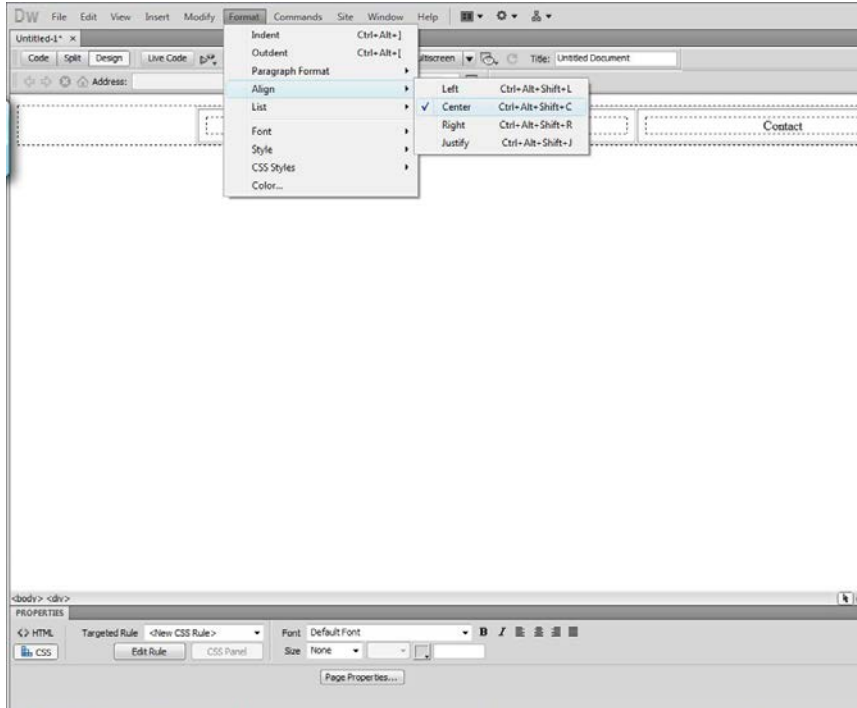 DW File Edit View Insert Modify Format Commands Site Window Help
Untitled-1* ×
Code Split Design Live Code Multiscreen Title: Untitled Document
Address:
Indent Ctrl+Alt+]
Outdent Ctrl+Alt+[
Paragraph Format
Align
List
Font
Style
CSS Styles
Color...
Left Ctrl+Alt+Shift+L
Center Ctrl+Alt+Shift+C
Right Ctrl+Alt+Shift+R
Justify Ctrl+Alt+Shift+J
Contact
<body> <div>
PROPERTIES
<> HTML Targeted Rule <New CSS Rule> Font Default Font B I
CSS Edit Rule CSS Panel Size None
Page Properties...